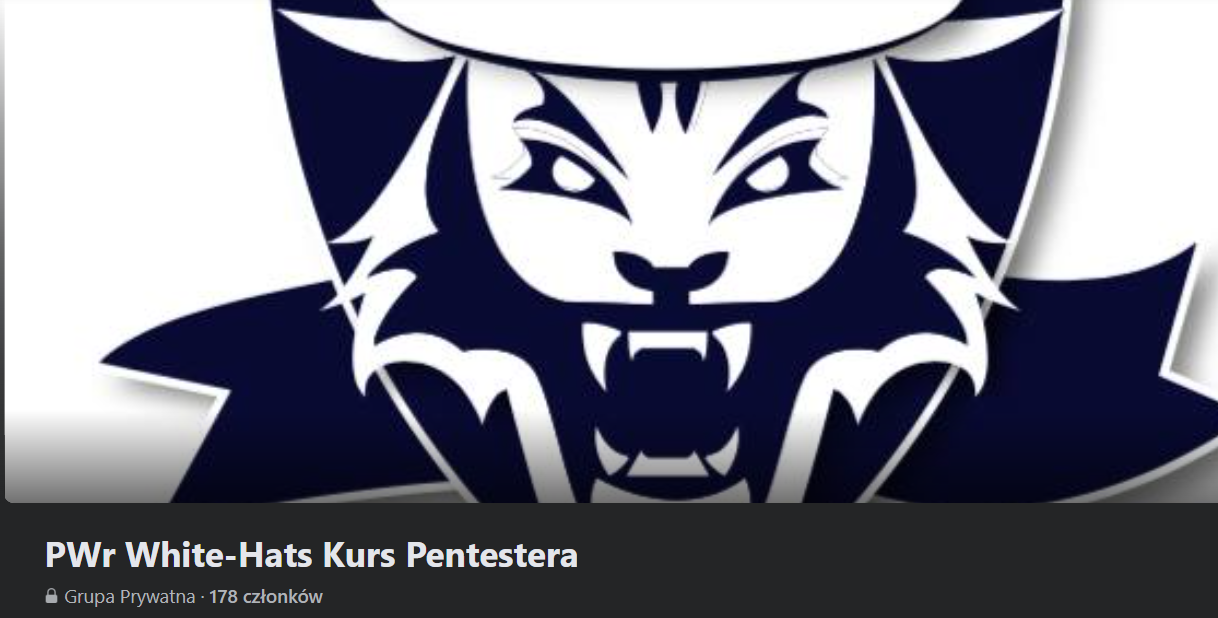 PWr White-Hats Kurs Pentestera
Grupa Prywatna · 178 członków